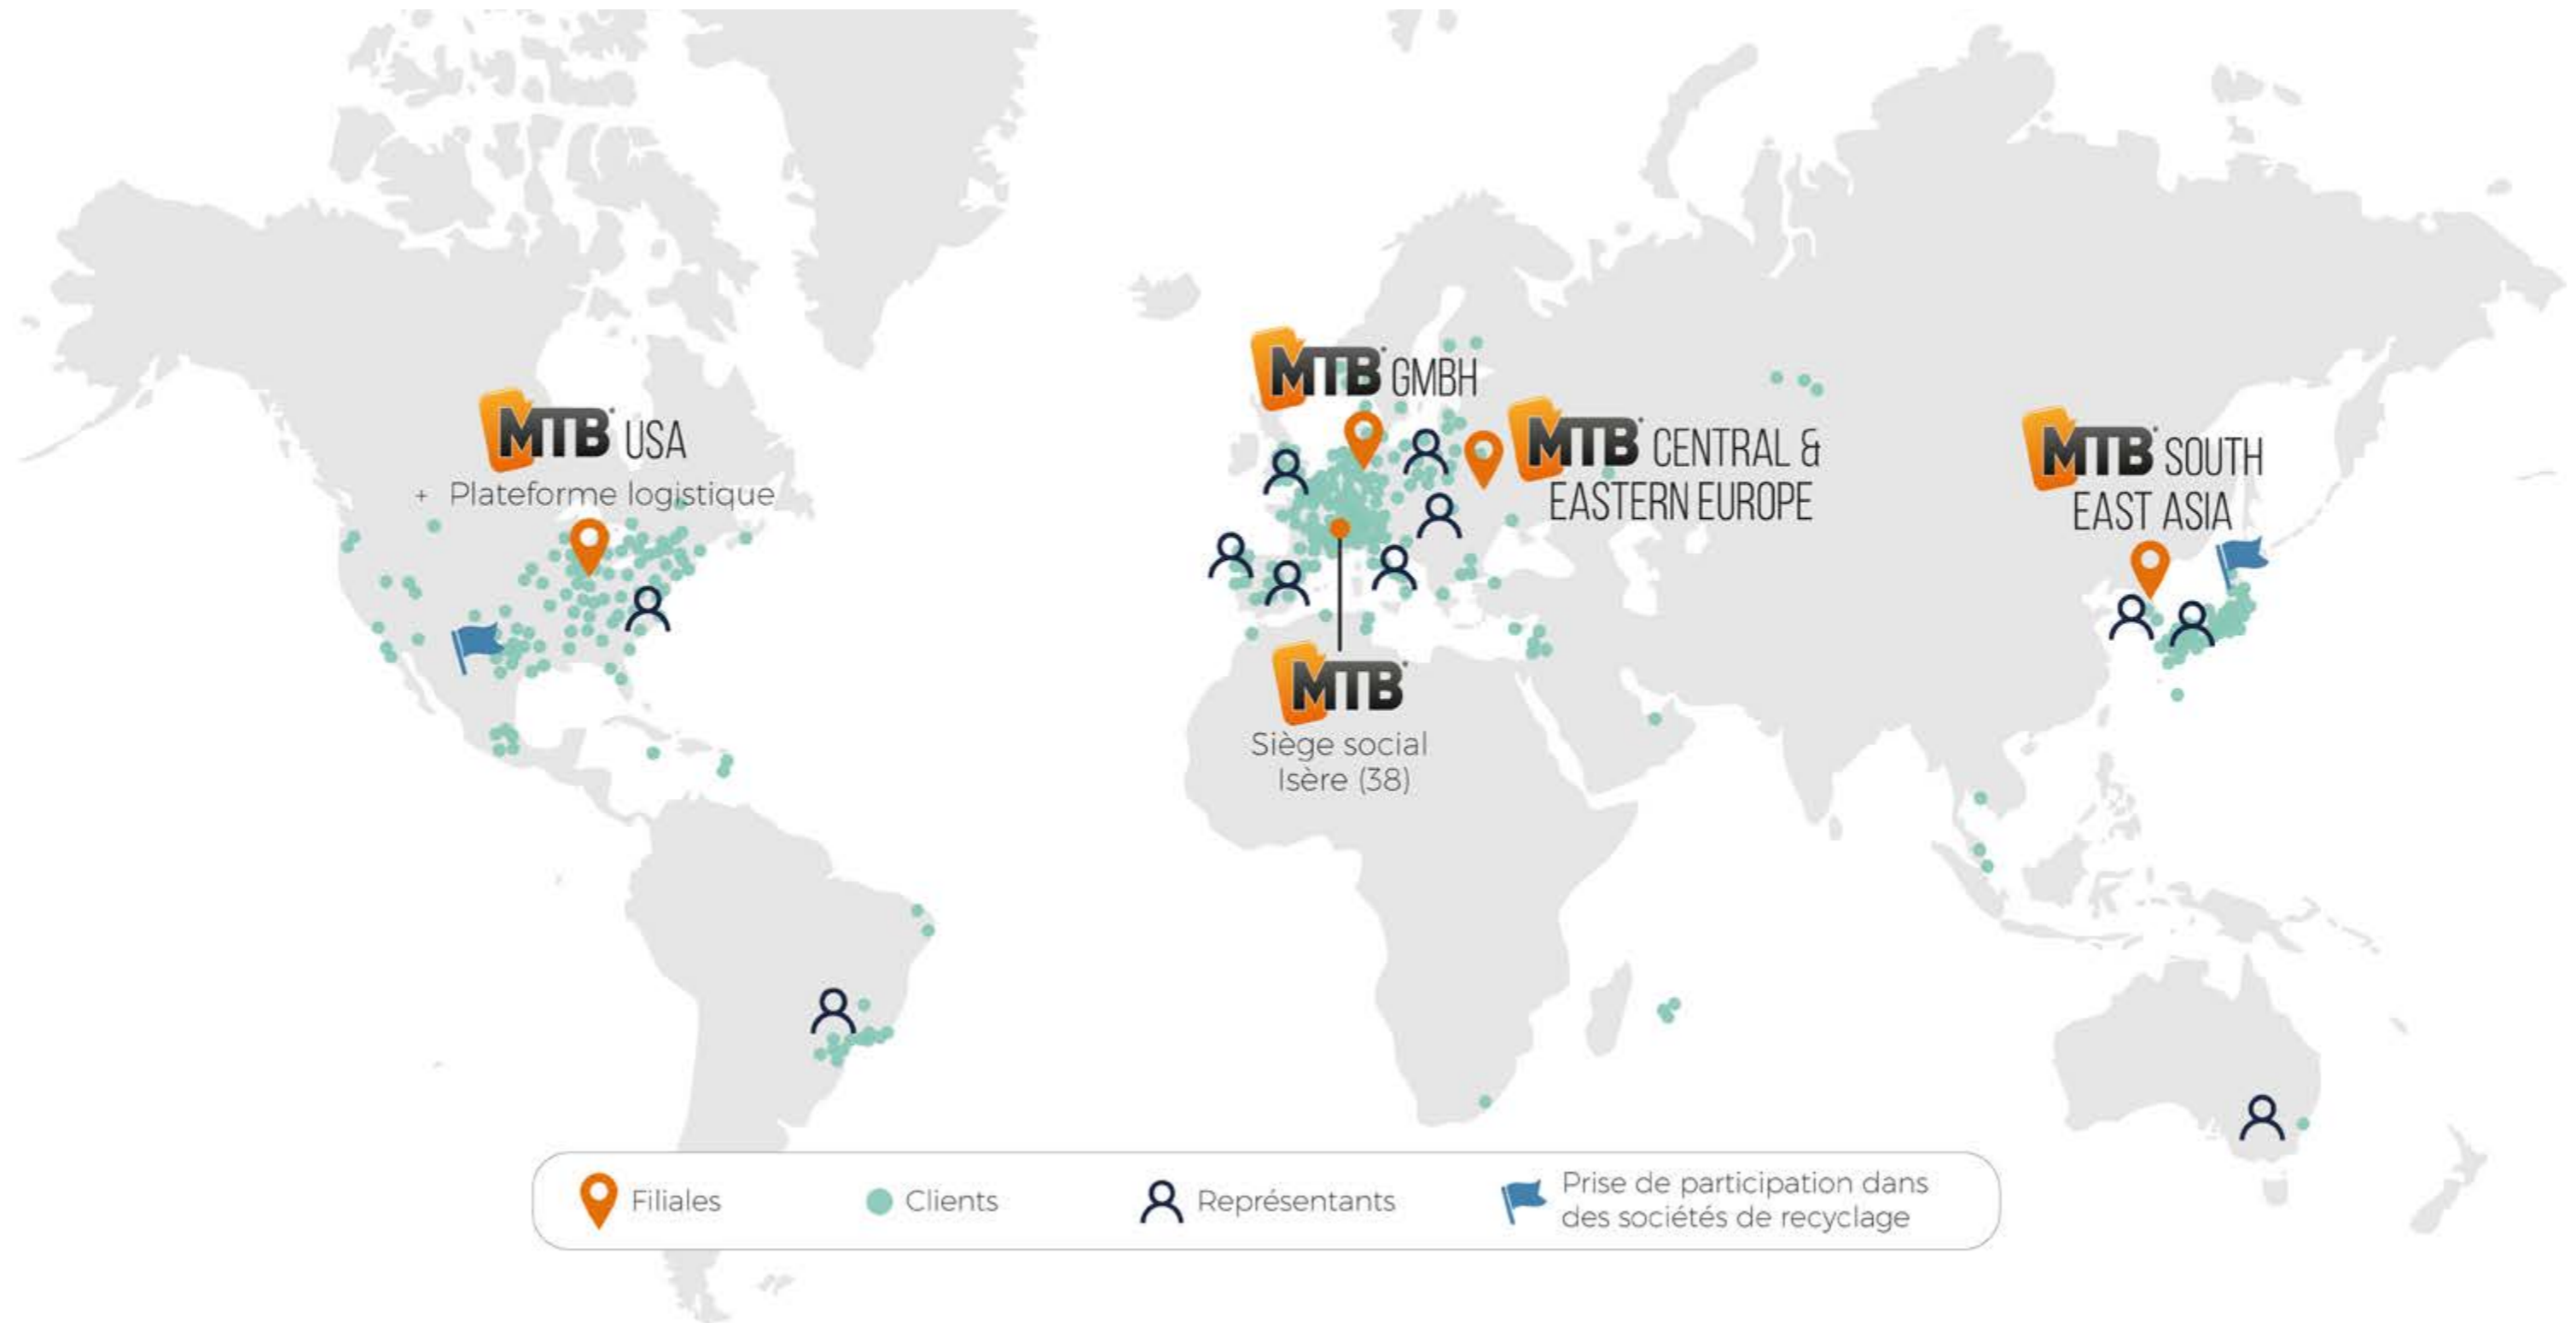 MTB GMBH
MTB USA
+ Plateforme logistique
MTB CENTRAL &
EASTERN EUROPE
MTB SOUTH
EAST ASIA
MTB
Siège social
Isère (38)
Filiales
Clients
Représentants
Prise de participation dans
des sociétés de recyclage